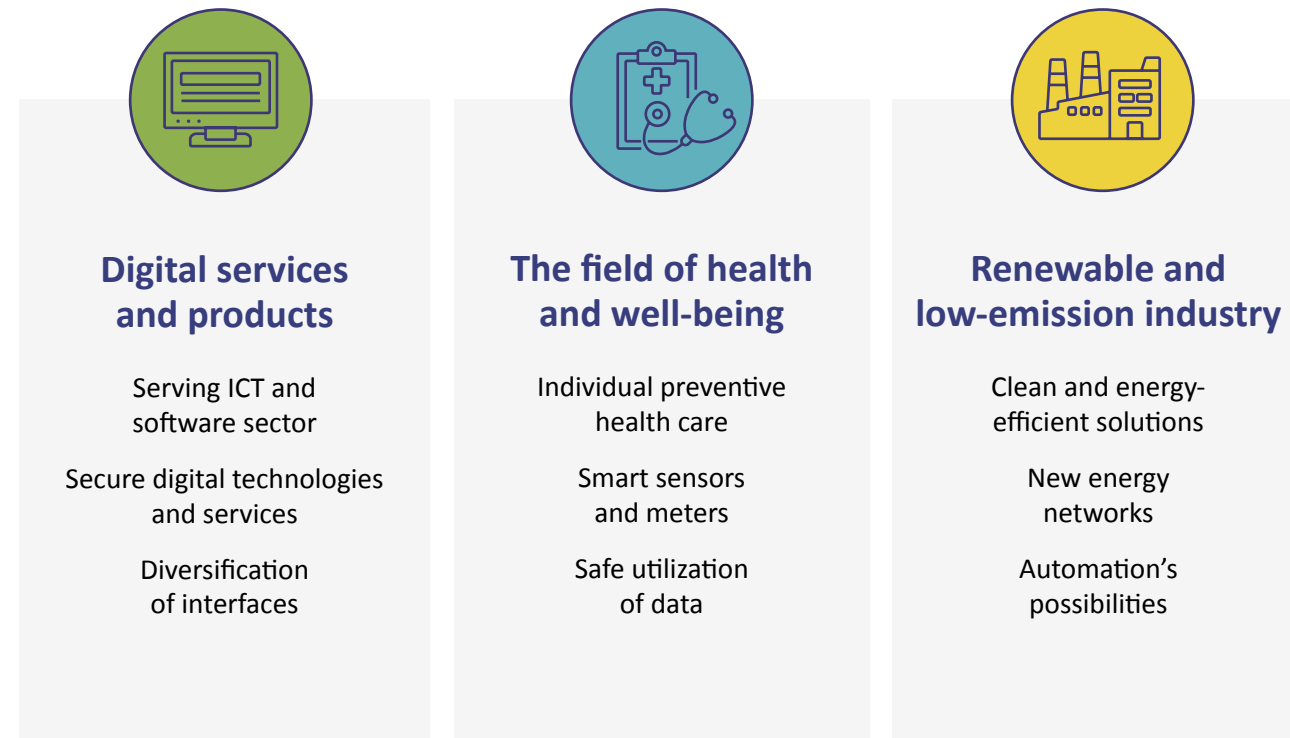 Digital services
and products
Serving ICT and
software sector
Secure digital technologies
and services
Diversification
of interfaces
The field of health
and well-being
Individual preventive
health care
Smart sensors
and meters
Safe utilization
of data
Renewable and
low-emission industry
Clean and energy-
efficient solutions
New energy
networks
Automation’s
possibilities